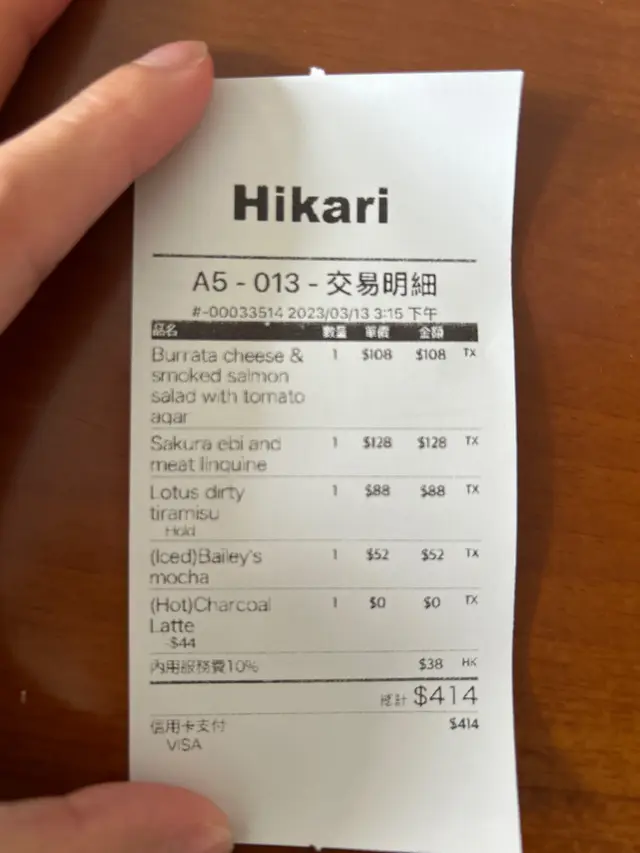 Hikari
A5 - 013 - 交易明細
#-00033514 2023/03/13 3:15 下午
品名 數量 單價 金額
Burrata cheese & 1 $108 $108 TX
smoked salmon
salad with tomato
agar
Sakura ebi and 1 $128 $128 TX
meat linguine
Lotus dirty 1 $88 $88 TX
tiramisu
Hold
(Iced)Bailey's 1 $52 $52 TX
mocha
(Hot)Charcoal 1 $0 $0 TX
Latte
-$44
內用服務費10% $38 HK
總計 $414
信用卡支付 $414
VISA